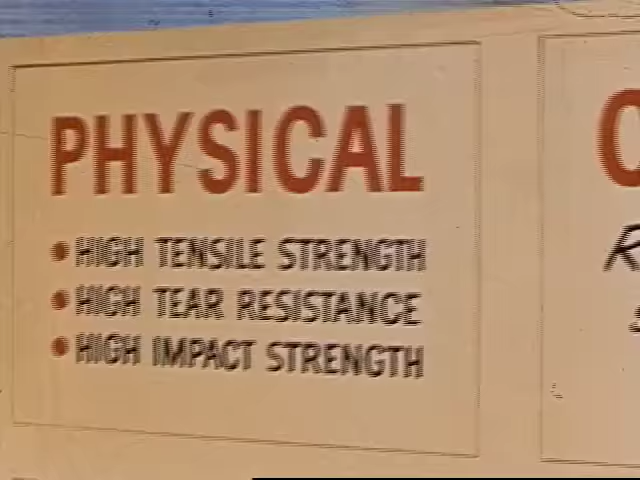 PHYSICAL
• HIGH TENSILE STRENGTH
• HIGH TEAR RESISTANCE
• HIGH IMPACT STRENGTH